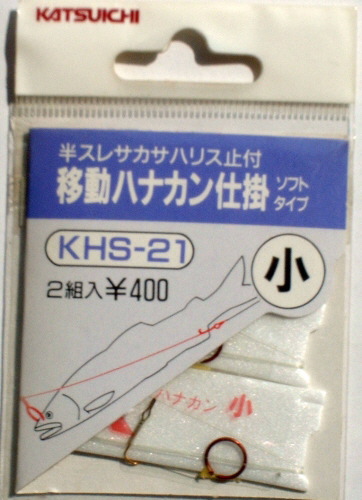 KATSUICHI
半スレサカサハリス止付
移動ハナカン仕掛 ソフトタイプ
KHS-21
小
2組入¥400
ハナカン 小